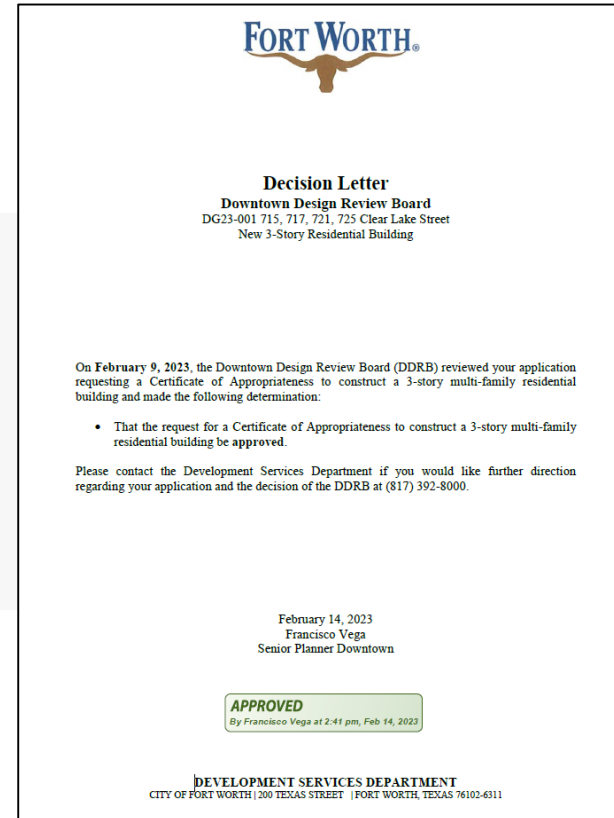 FORT WORTH®
Decision Letter
Downtown Design Review Board
DG23-001 715, 717, 721, 725 Clear Lake Street
New 3-Story Residential Building
On February 9, 2023, the Downtown Design Review Board (DDRB) reviewed your application
requesting a Certificate of Appropriateness to construct a 3-story multi-family residential
building and made the following determination:
• That the request for a Certificate of Appropriateness to construct a 3-story multi-family
residential building be approved.
Please contact the Development Services Department if you would like further direction
regarding your application and the decision of the DDRB at (817) 392-8000.
February 14, 2023
Francisco Vega
Senior Planner Downtown
APPROVED
By Francisco Vega at 2:41 pm, Feb 14, 2023
DEVELOPMENT SERVICES DEPARTMENT
CITY OF FORT WORTH | 200 TEXAS STREET | FORT WORTH, TEXAS 76102-6311